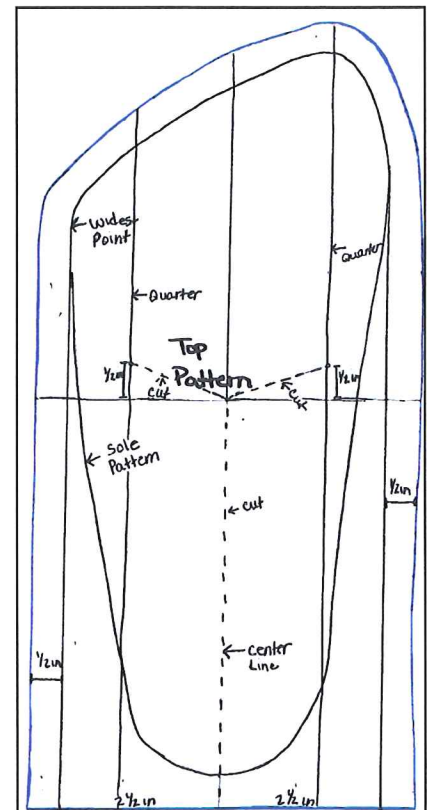 ← Widest
Point
← Quarter
← Quarter
Top
Pattern
1/2in
← cut
1/2in
← cut
← Sole
Pattern
1/2in
← cut
← center
Line
1/2in
2 1/2 in
2 1/2 in